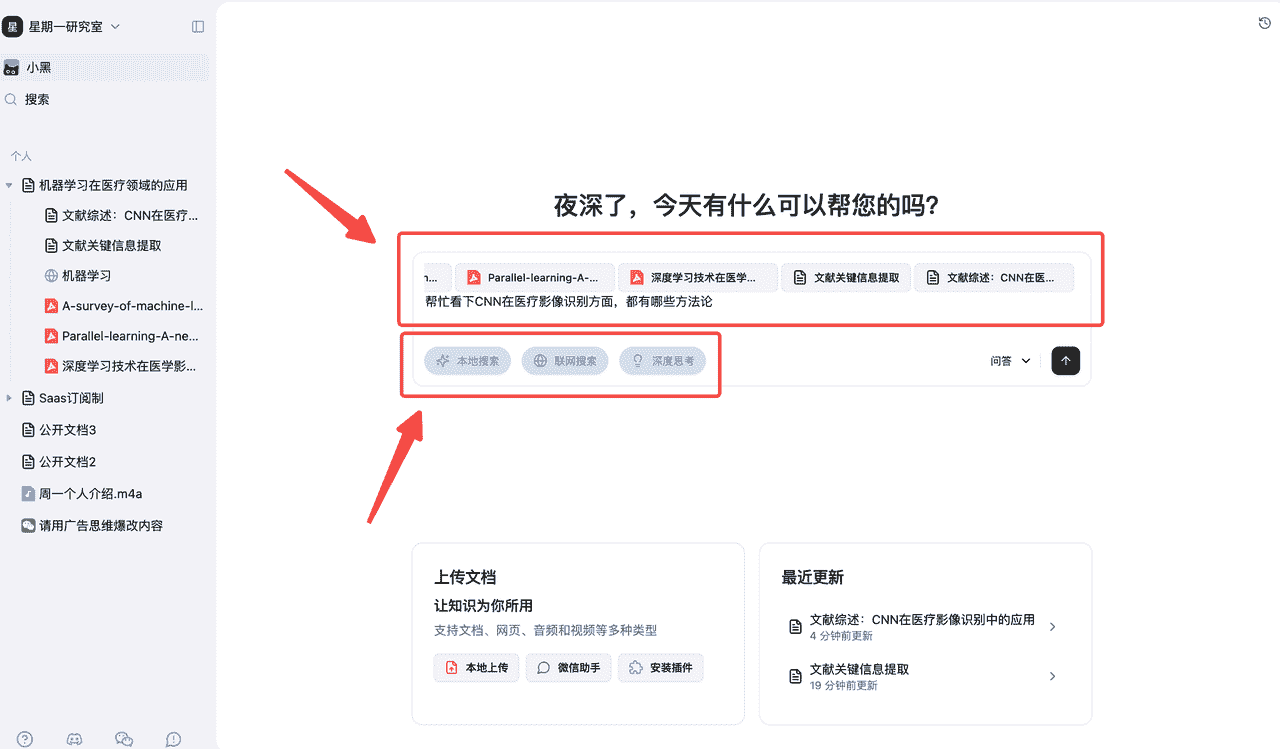 星 星期一研究室
小黑
搜索
个人
机器学习在医疗领域的应用
文献综述：CNN在医疗...
文献关键信息提取
机器学习
A-survey-of-machine-l...
Parallel-learning-A-ne...
深度学习技术在医学影...
Saas订阅制
公开文档3
公开文档2
周一个人介绍.m4a
请用广告思维爆改内容
夜深了，今天有什么可以帮您的吗？
n... Parallel-learning-A-... 深度学习技术在医学... 文献关键信息提取 文献综述：CNN在医...
帮忙看下CNN在医疗影像识别方面，都有哪些方法论
本地搜索 联网搜索 深度思考 问答
上传文档
让知识为你所用
支持文档、网页、音频和视频等多种类型
本地上传 微信助手 安装插件
最近更新
文献综述：CNN在医疗影像识别中的应用
4 分钟前更新
文献关键信息提取
19 分钟前更新